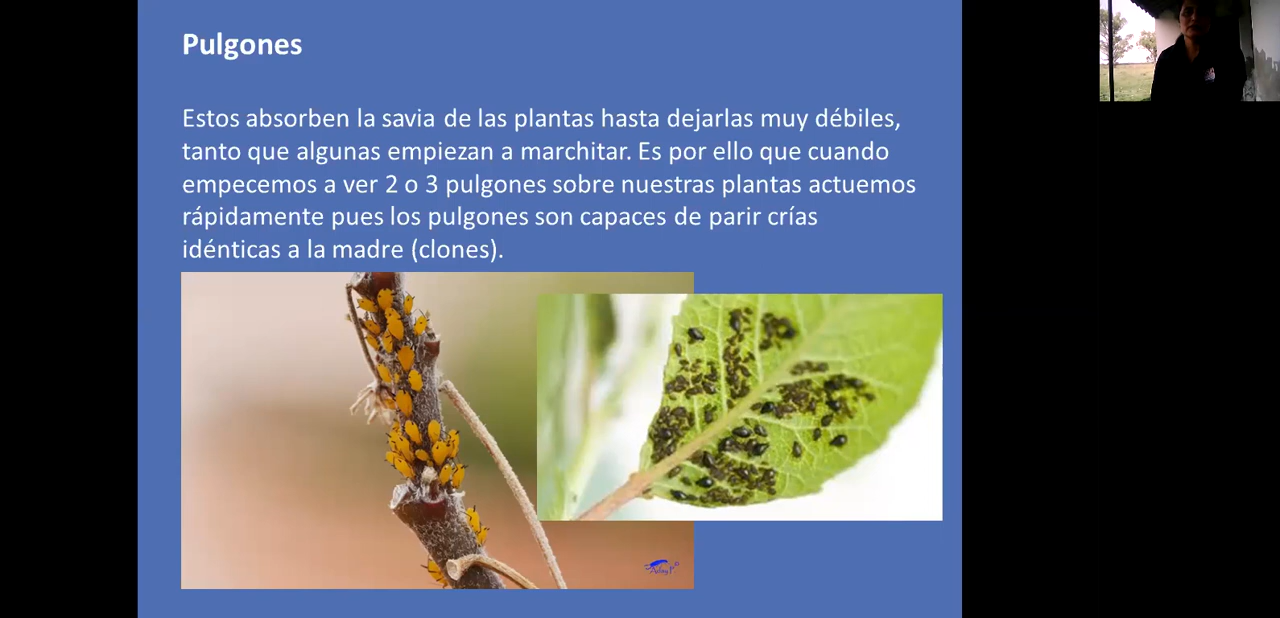 Pulgones
Estos absorben la savia de las plantas hasta dejarlas muy débiles,
tanto que algunas empiezan a marchitar. Es por ello que cuando
empecemos a ver 2 o 3 pulgones sobre nuestras plantas actuemos
rápidamente pues los pulgones son capaces de parir crías
idénticas a la madre (clones).